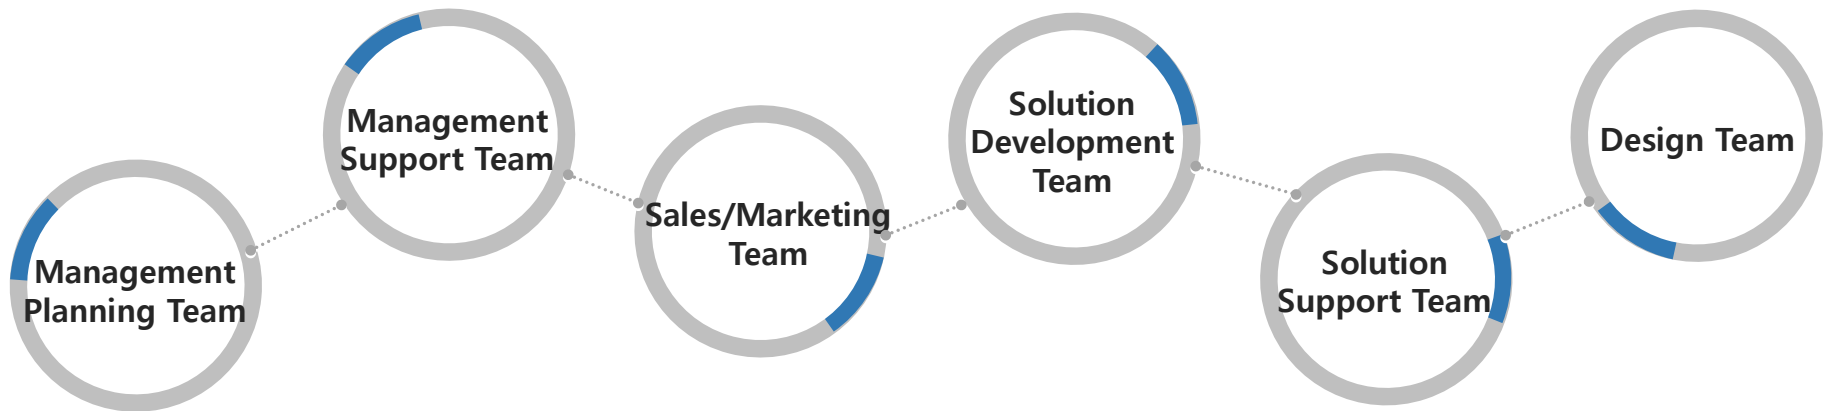 Management
Planning Team
Management
Support Team
Sales/Marketing
Team
Solution
Development
Team
Solution
Support Team
Design Team